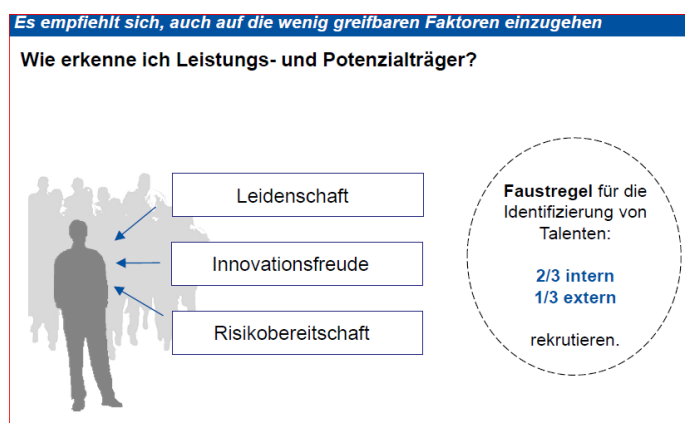 Es empfiehlt sich, auch auf die wenig greifbaren Faktoren einzugehen
Wie erkenne ich Leistungs- und Potenzialträger?
Leidenschaft
Innovationsfreude
Risikobereitschaft
Faustregel für die
Identifizierung von
Talenten:
2/3 intern
1/3 extern
rekrutieren.